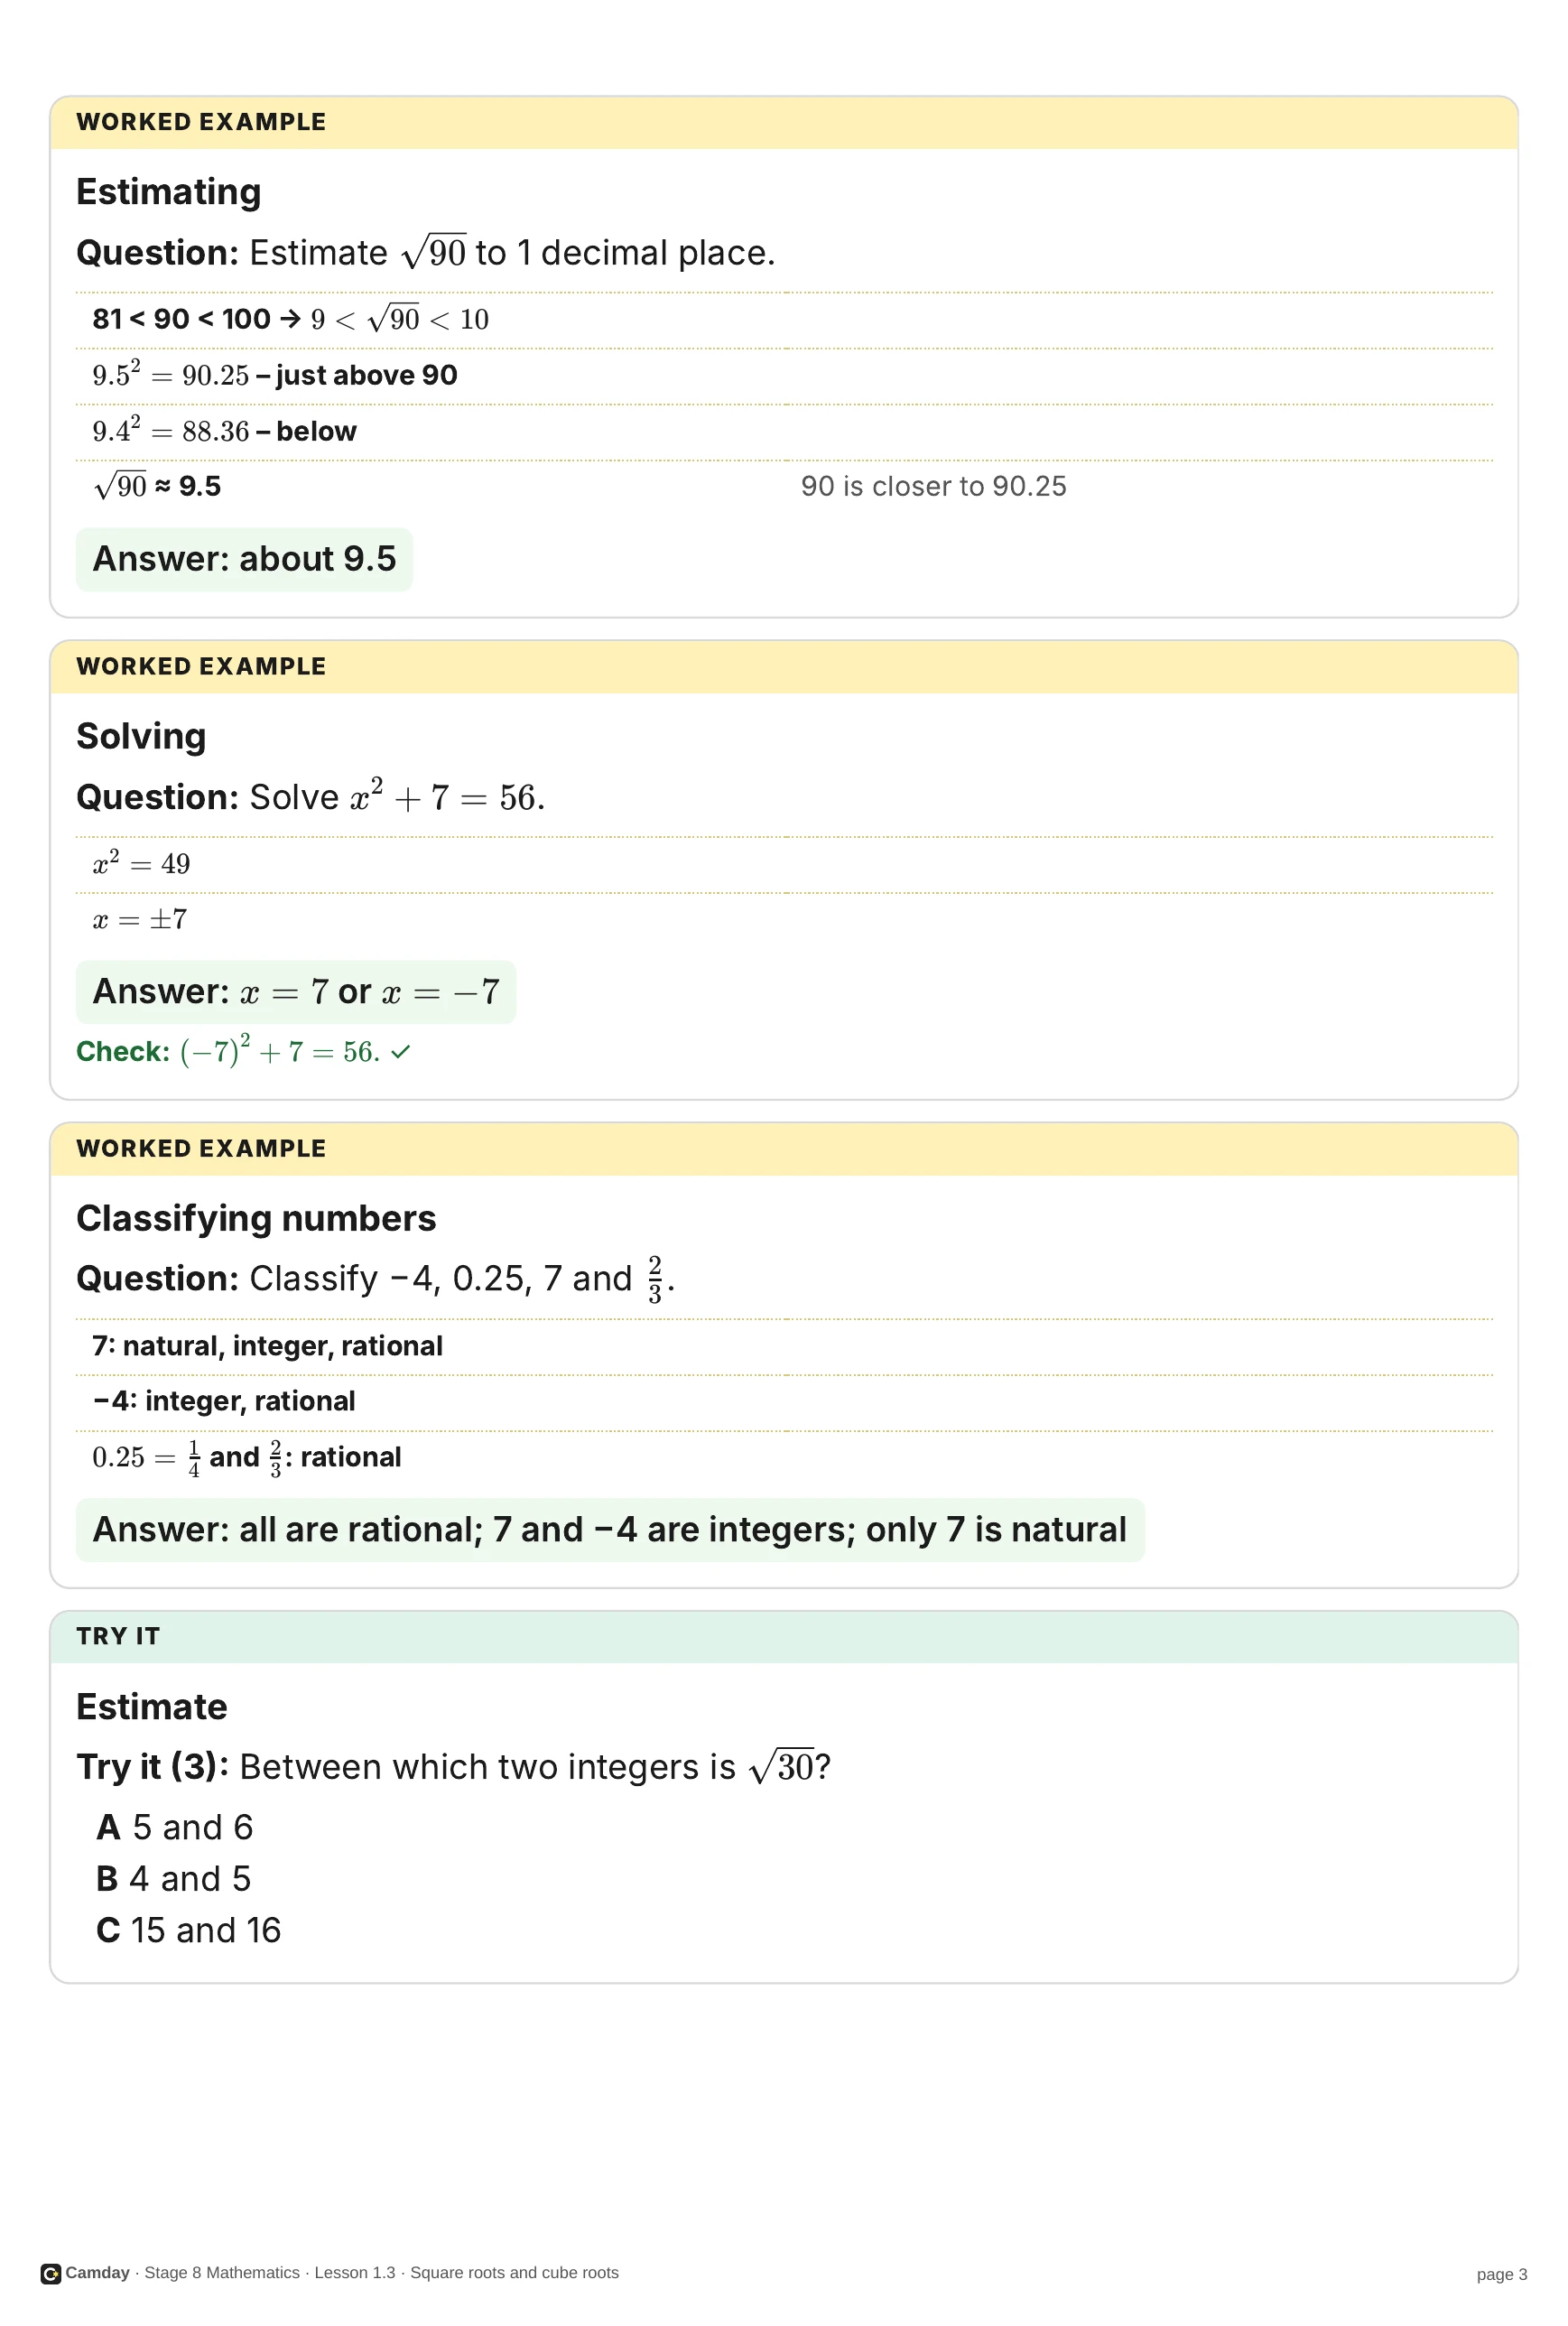 WORKED EXAMPLE
Estimating
Question: Estimate √90 to 1 decimal place.
81 < 90 < 100 → 9 < √90 < 10
9.5² = 90.25 – just above 90
9.4² = 88.36 – below
√90 ≈ 9.5 90 is closer to 90.25
Answer: about 9.5
WORKED EXAMPLE
Solving
Question: Solve x² + 7 = 56.
x² = 49
x = ±7
Answer: x = 7 or x = −7
Check: (−7)² + 7 = 56. ✓
WORKED EXAMPLE
Classifying numbers
Question: Classify −4, 0.25, 7 and 2/3.
7: natural, integer, rational
−4: integer, rational
0.25 = 1/4 and 2/3: rational
Answer: all are rational; 7 and −4 are integers; only 7 is natural
TRY IT
Estimate
Try it (3): Between which two integers is √30?
A 5 and 6
B 4 and 5
C 15 and 16
Camday · Stage 8 Mathematics · Lesson 1.3 · Square roots and cube roots page 3